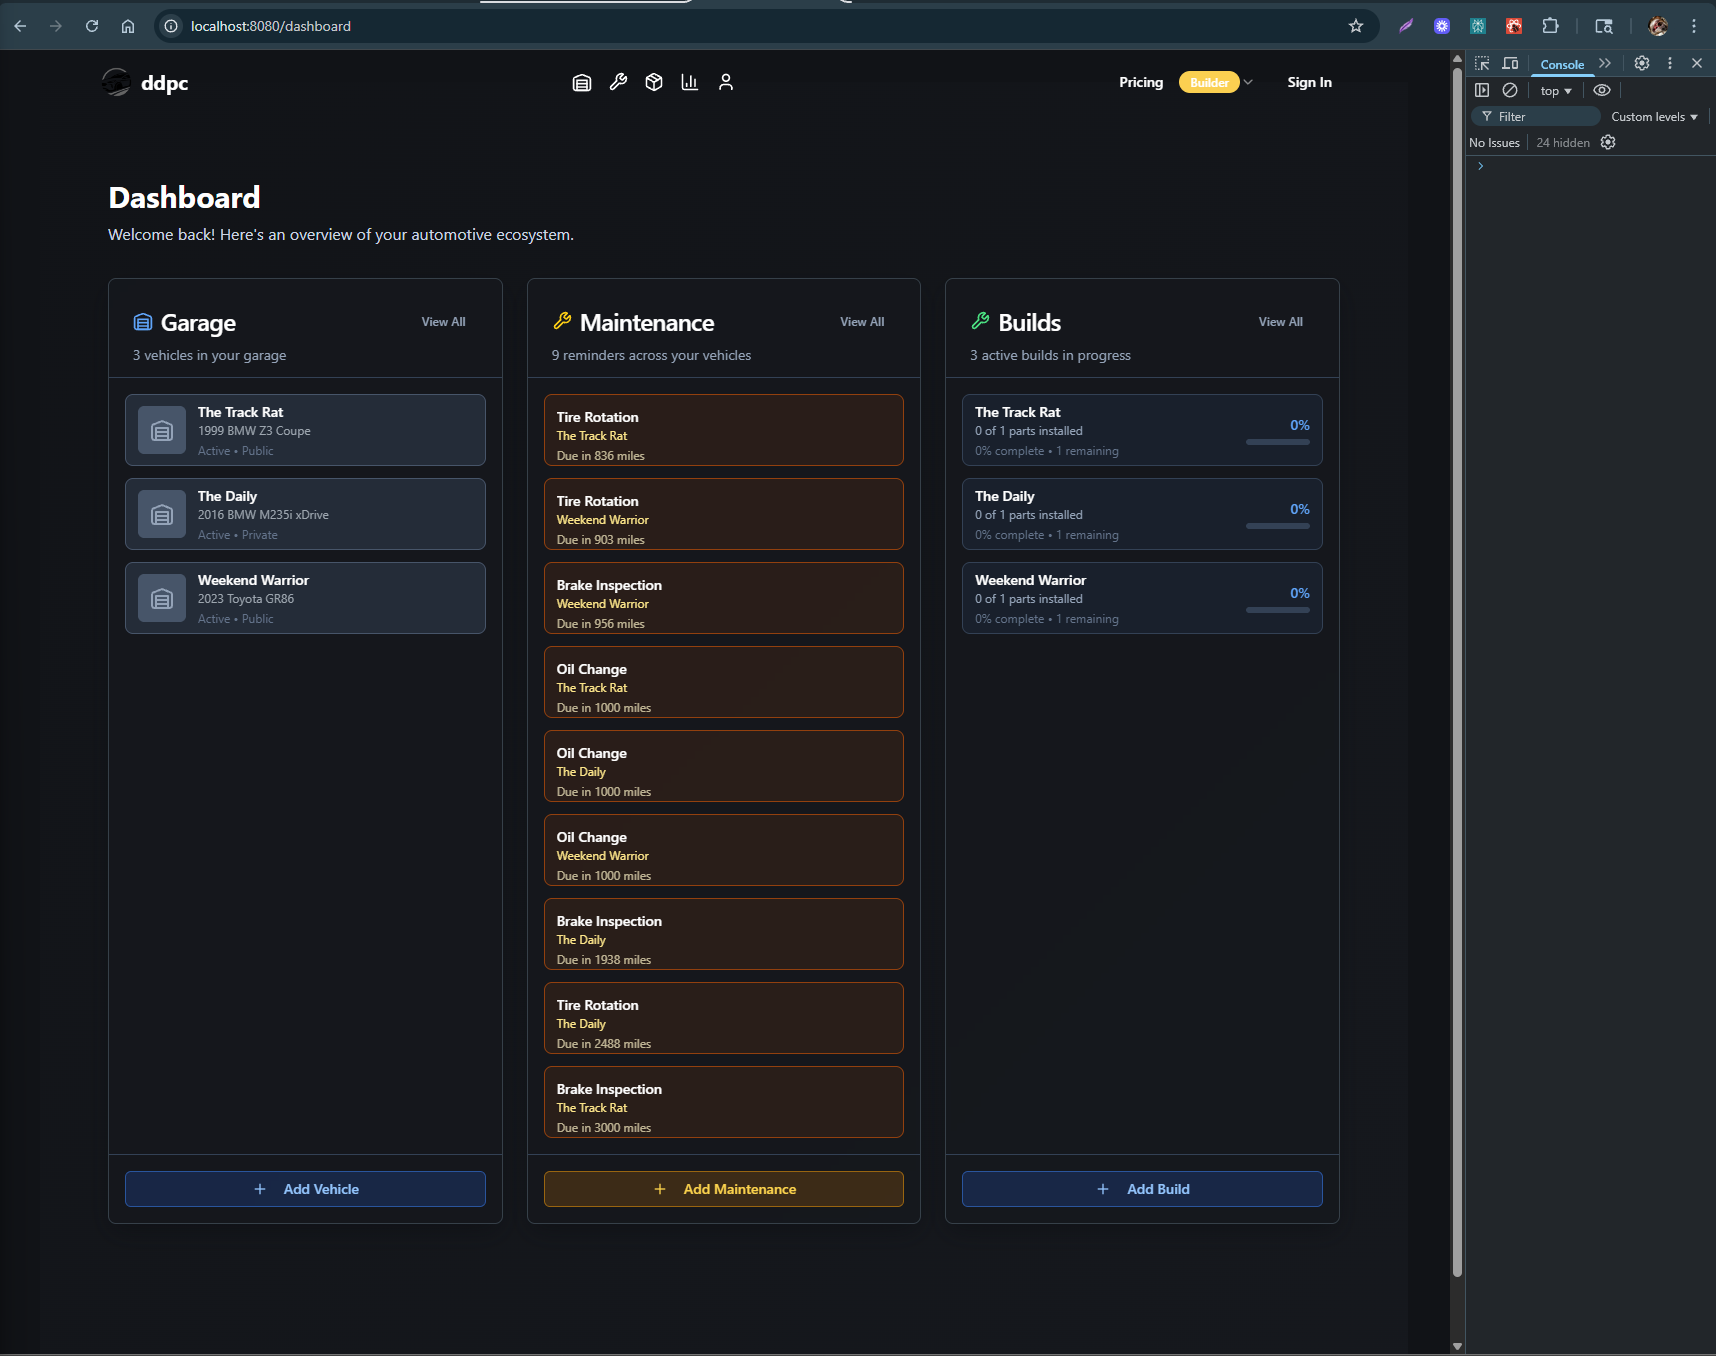 localhost:8080/dashboard
ddpc
Pricing
Builder
Sign In
Dashboard
Welcome back! Here's an overview of your automotive ecosystem.
Garage
View All
3 vehicles in your garage
The Track Rat
1999 BMW Z3 Coupe
Active • Public
The Daily
2016 BMW M235i xDrive
Active • Private
Weekend Warrior
2023 Toyota GR86
Active • Public
+ Add Vehicle
Maintenance
View All
9 reminders across your vehicles
Tire Rotation
The Track Rat
Due in 836 miles
Tire Rotation
Weekend Warrior
Due in 903 miles
Brake Inspection
Weekend Warrior
Due in 956 miles
Oil Change
The Track Rat
Due in 1000 miles
Oil Change
The Daily
Due in 1000 miles
Oil Change
Weekend Warrior
Due in 1000 miles
Brake Inspection
The Daily
Due in 1938 miles
Tire Rotation
The Daily
Due in 2488 miles
Brake Inspection
The Track Rat
Due in 3000 miles
+ Add Maintenance
Builds
View All
3 active builds in progress
The Track Rat
0 of 1 parts installed
0% complete • 1 remaining
0%
The Daily
0 of 1 parts installed
0% complete • 1 remaining
0%
Weekend Warrior
0 of 1 parts installed
0% complete • 1 remaining
0%
+ Add Build
Console
top
Filter
Custom levels
No Issues
24 hidden